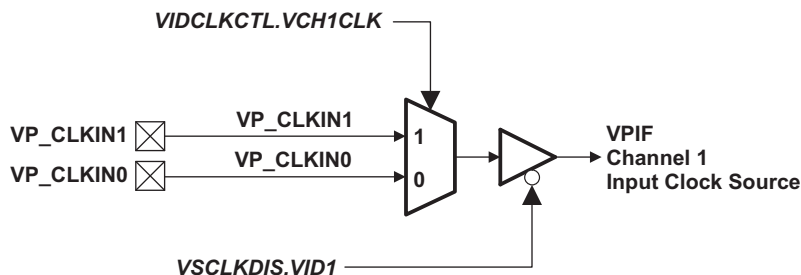 VIDCLKCTL.VCH1CLK
VP_CLKIN1
VP_CLKIN1
1
VPIF
VP_CLKIN0
VP_CLKIN0
0
Channel 1
Input Clock Source
VSCLKDIS.VID1